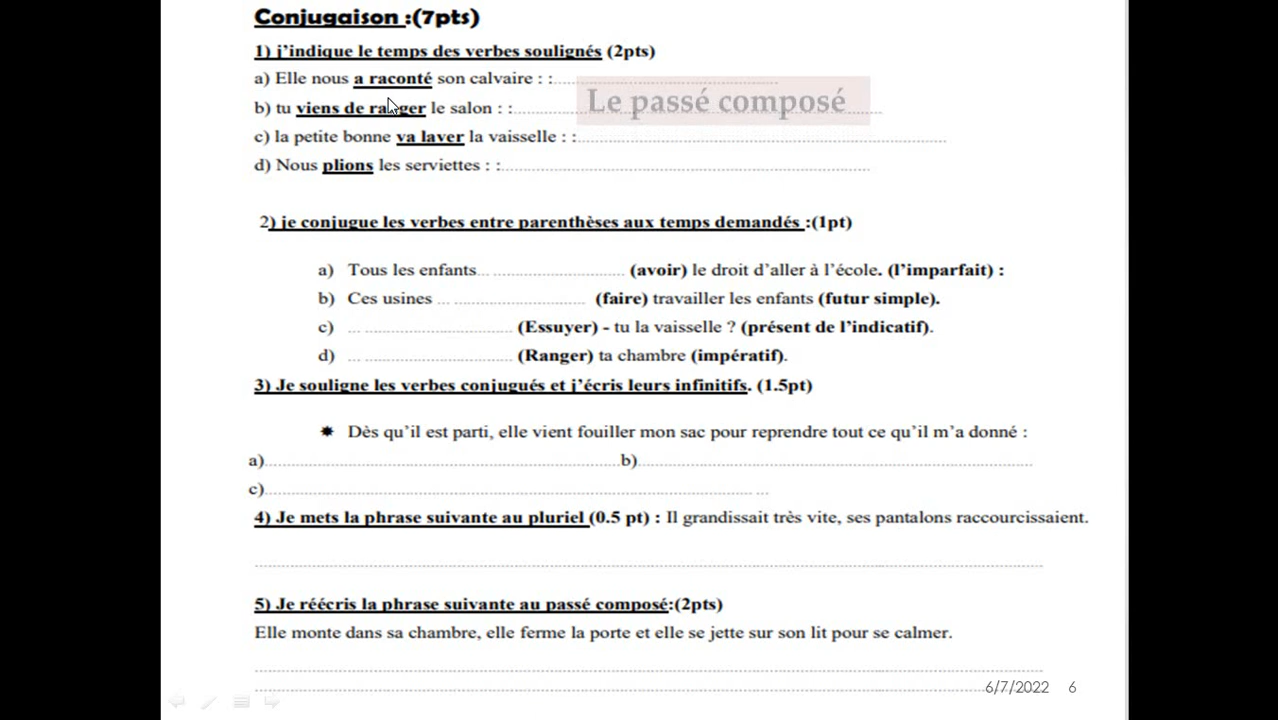 Conjugaison :(7pts)
1) j'indique le temps des verbes soulignés (2pts)
a) Elle nous a raconté son calvaire : :
Le passé composé
b) tu viens de ranger le salon : :
c) la petite bonne va laver la vaisselle : :
d) Nous plions les serviettes : :
2) je conjugue les verbes entre parenthèses aux temps demandés :(1pt)
a) Tous les enfants... ........................ (avoir) le droit d'aller à l'école. (l'imparfait) :
b) Ces usines ... ........................ (faire) travailler les enfants (futur simple).
c) ... ........................ (Essuyer) - tu la vaisselle ? (présent de l'indicatif).
d) ... ........................ (Ranger) ta chambre (impératif).
3) Je souligne les verbes conjugués et j'écris leurs infinitifs. (1.5pt)
✷ Dès qu'il est parti, elle vient fouiller mon sac pour reprendre tout ce qu'il m'a donné :
a)........................b)........................
c)........................ ...
4) Je mets la phrase suivante au pluriel (0.5 pt) : Il grandissait très vite, ses pantalons raccourcissaient.
5) Je réécris la phrase suivante au passé composé:(2pts)
Elle monte dans sa chambre, elle ferme la porte et elle se jette sur son lit pour se calmer.
6/7/2022 6